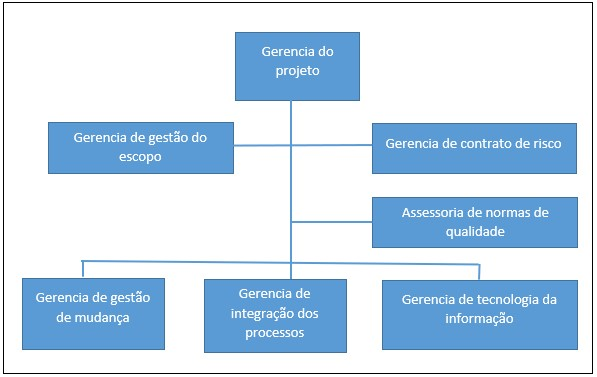 Gerencia do
projeto
Gerencia de gestão do
escopo
Gerencia de contrato de risco
Assessoria de normas de
qualidade
Gerencia de gestão
de mudança
Gerencia de
integração dos
processos
Gerencia de tecnologia da
informação